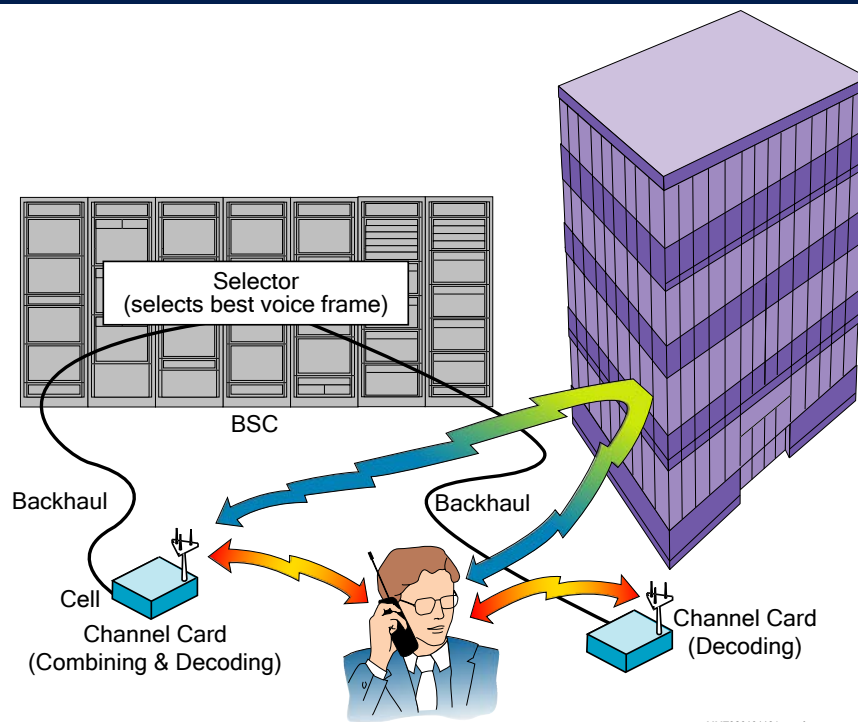 Selector
(selects best voice frame)
BSC
Backhaul
Backhaul
Cell
Channel Card
(Combining & Decoding)
Channel Card
(Decoding)